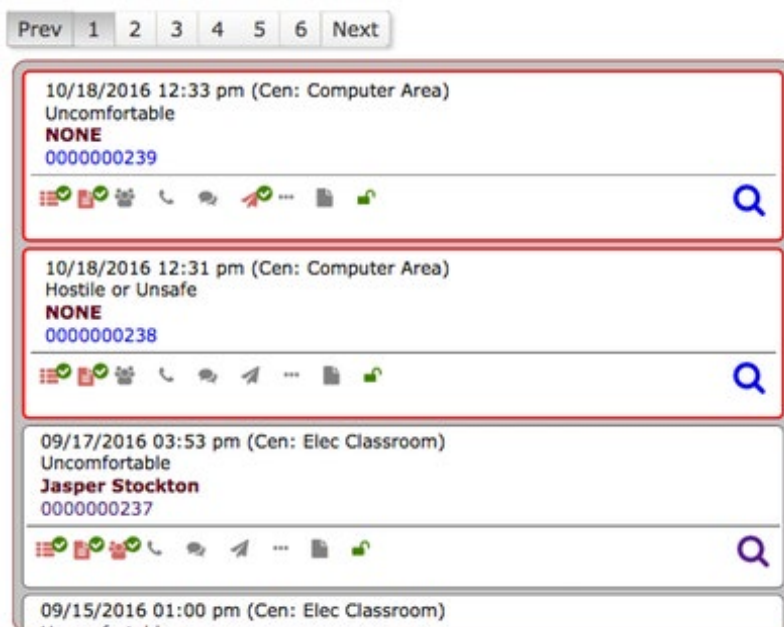 Prev 1 2 3 4 5 6 Next
10/18/2016 12:33 pm (Cen: Computer Area)
Uncomfortable
NONE
0000000239
10/18/2016 12:31 pm (Cen: Computer Area)
Hostile or Unsafe
NONE
0000000238
09/17/2016 03:53 pm (Cen: Elec Classroom)
Uncomfortable
Jasper Stockton
0000000237
09/15/2016 01:00 pm (Cen: Elec Classroom)